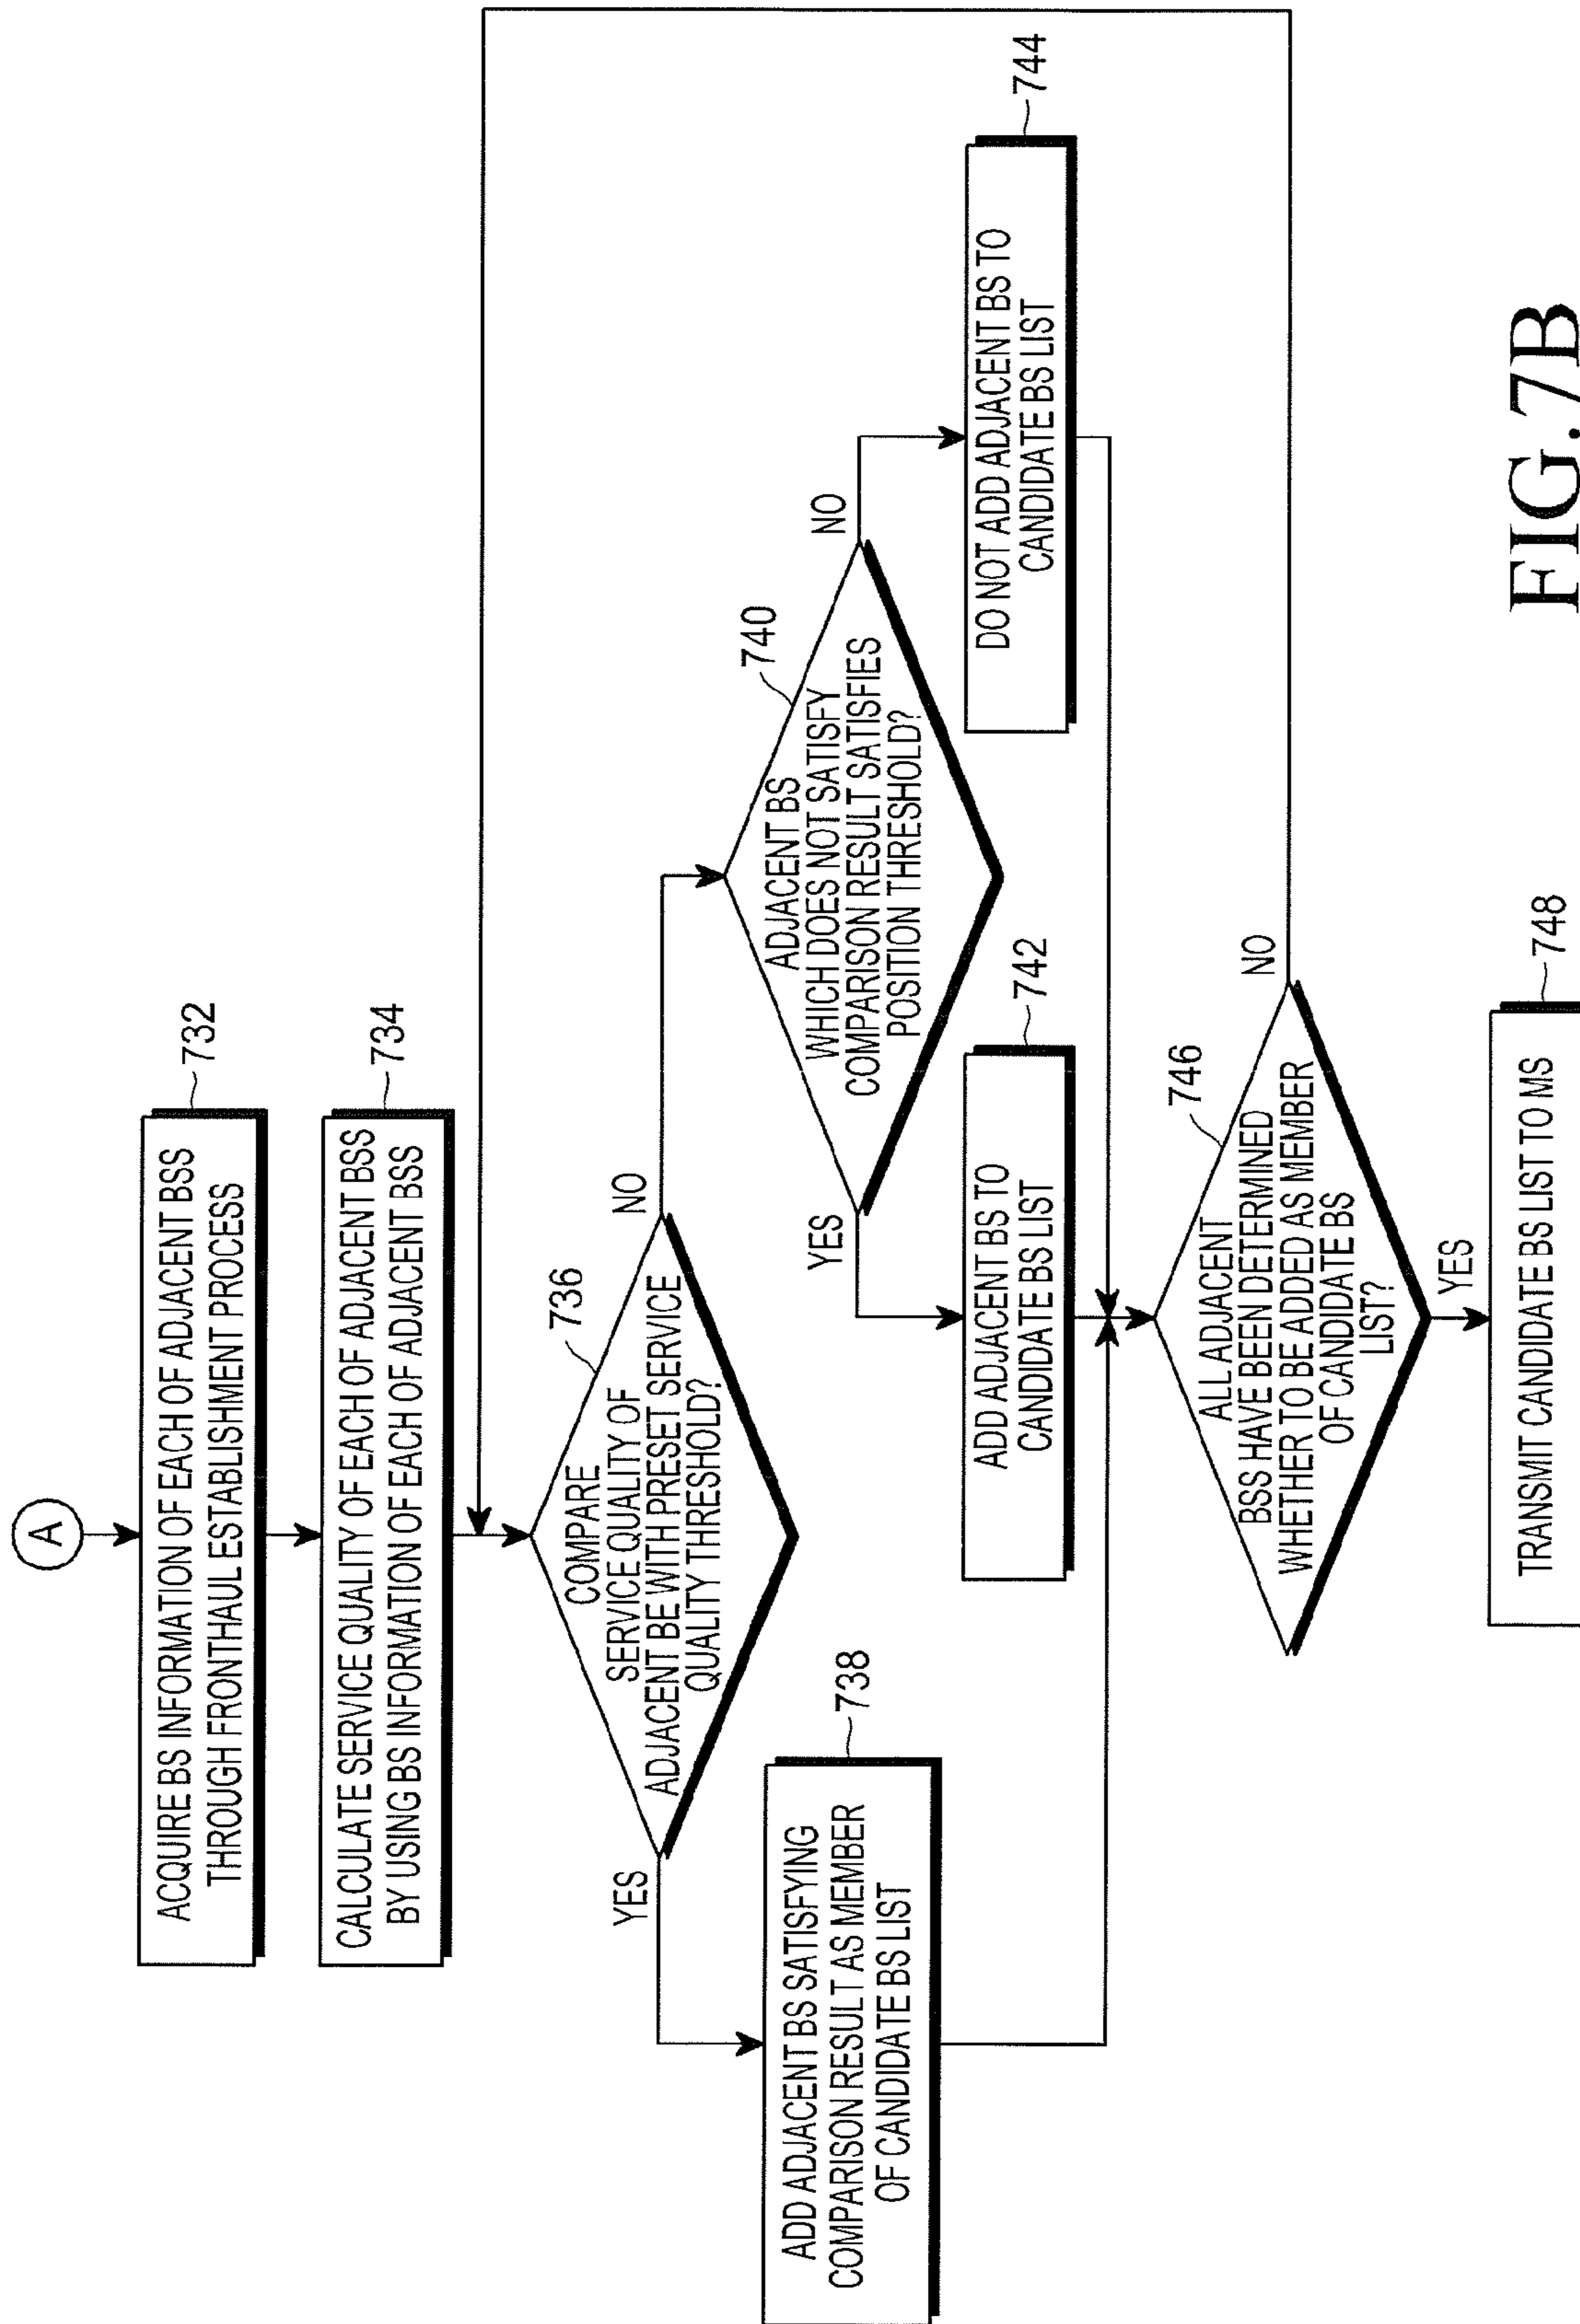 A
ACQUIRE BS INFORMATION OF EACH OF ADJACENT BSS
THROUGH FRONTHAUL ESTABLISHMENT PROCESS
732
CALCULATE SERVICE QUALITY OF EACH OF ADJACENT BSS
BY USING BS INFORMATION OF EACH OF ADJACENT BSS
734
COMPARE
SERVICE QUALITY OF
ADJACENT BE WITH PRESET SERVICE
QUALITY THRESHOLD?
736
YES
NO
ADD ADJACENT BS SATISFYING
COMPARISON RESULT AS MEMBER
OF CANDIDATE BS LIST
738
ADJACENT BS
WHICH DOES NOT SATISFY
COMPARISON RESULT SATISFIES
POSITION THRESHOLD?
740
YES
NO
ADD ADJACENT BS TO
CANDIDATE BS LIST
742
DO NOT ADD ADJACENT BS TO
CANDIDATE BS LIST
744
ALL ADJACENT
BSS HAVE BEEN DETERMINED
WHETHER TO BE ADDED AS MEMBER
OF CANDIDATE BS
LIST?
746
NO
YES
TRANSMIT CANDIDATE BS LIST TO MS
748
FIG.7B